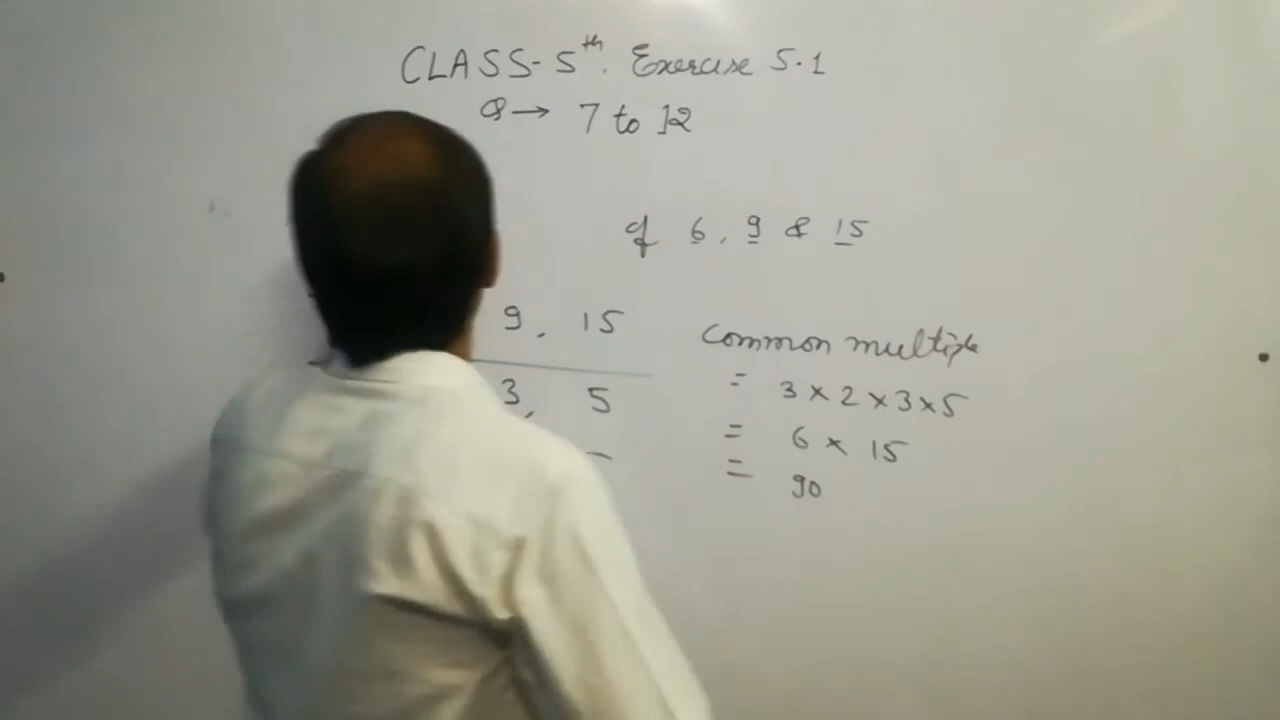 CLASS-5th. Exercise 5.1
Q→ 7 to 12
of 6, 9 & 15
9, 15
3, 5
common multiple
= 3×2×3×5
= 6 × 15
= 90